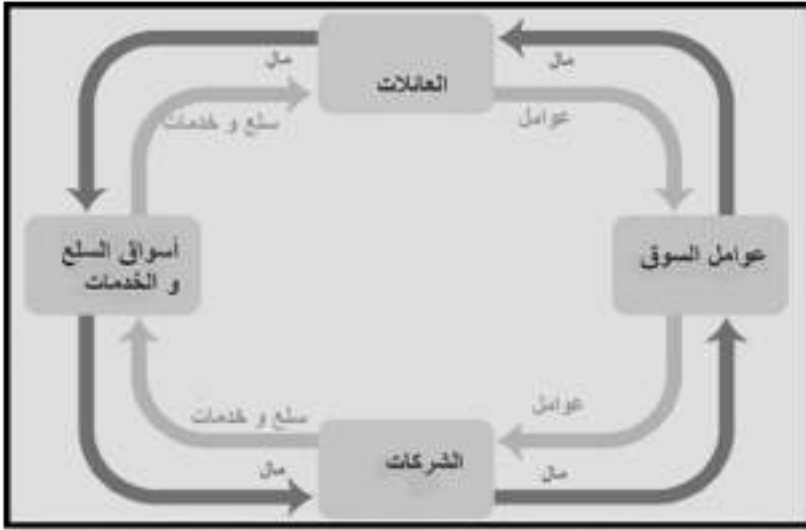 مال
مال
العائلات
عوامل
سلع و خدمات
عوامل السوق
أسواق السلع
و الخدمات
عوامل
سلع و خدمات
الشركات
مال
مال